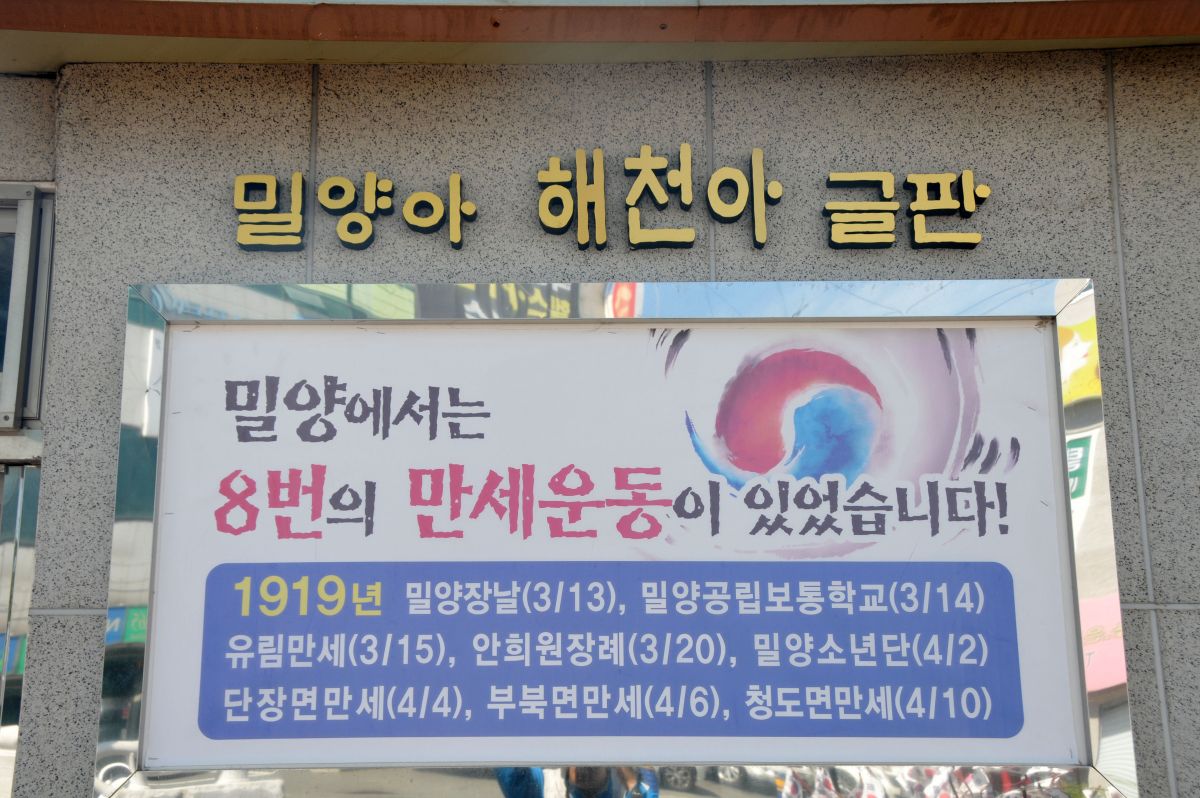 밀양아 해천아 글판
밀양에서는
8번의 만세운동이 있었습니다!
1919년 밀양장날(3/13), 밀양공립보통학교(3/14)
유림만세(3/15), 안희원장례(3/20), 밀양소년단(4/2)
단장면만세(4/4), 부북면만세(4/6), 청도면만세(4/10)